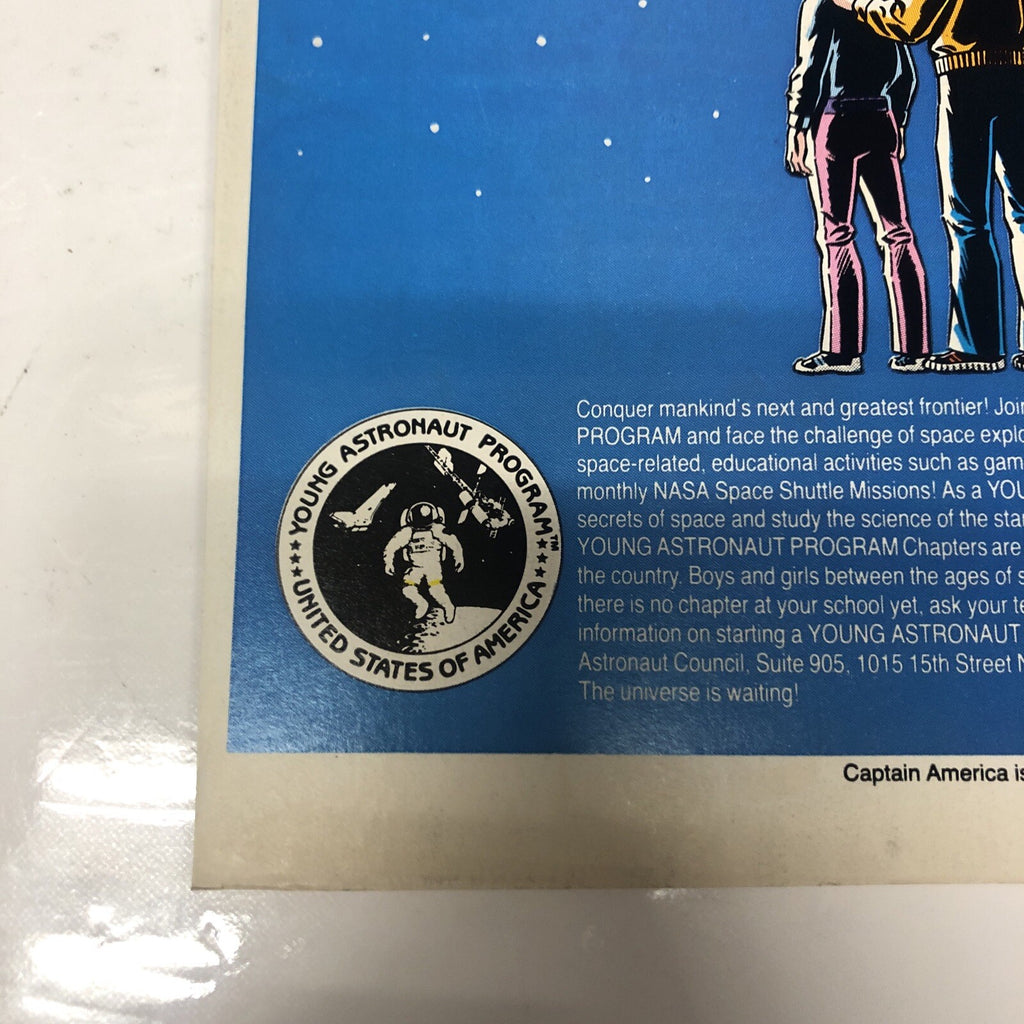 YOUNG ASTRONAUT PROGRAM™
UNITED STATES OF AMERICA
Conquer mankind's next and greatest frontier! Join
PROGRAM and face the challenge of space explo
space-related, educational activities such as gam
monthly NASA Space Shuttle Missions! As a YOU
secrets of space and study the science of the star
YOUNG ASTRONAUT PROGRAM Chapters are
the country. Boys and girls between the ages of s
there is no chapter at your school yet, ask your te
information on starting a YOUNG ASTRONAUT
Astronaut Council, Suite 905, 1015 15th Street N
The universe is waiting!
Captain America is